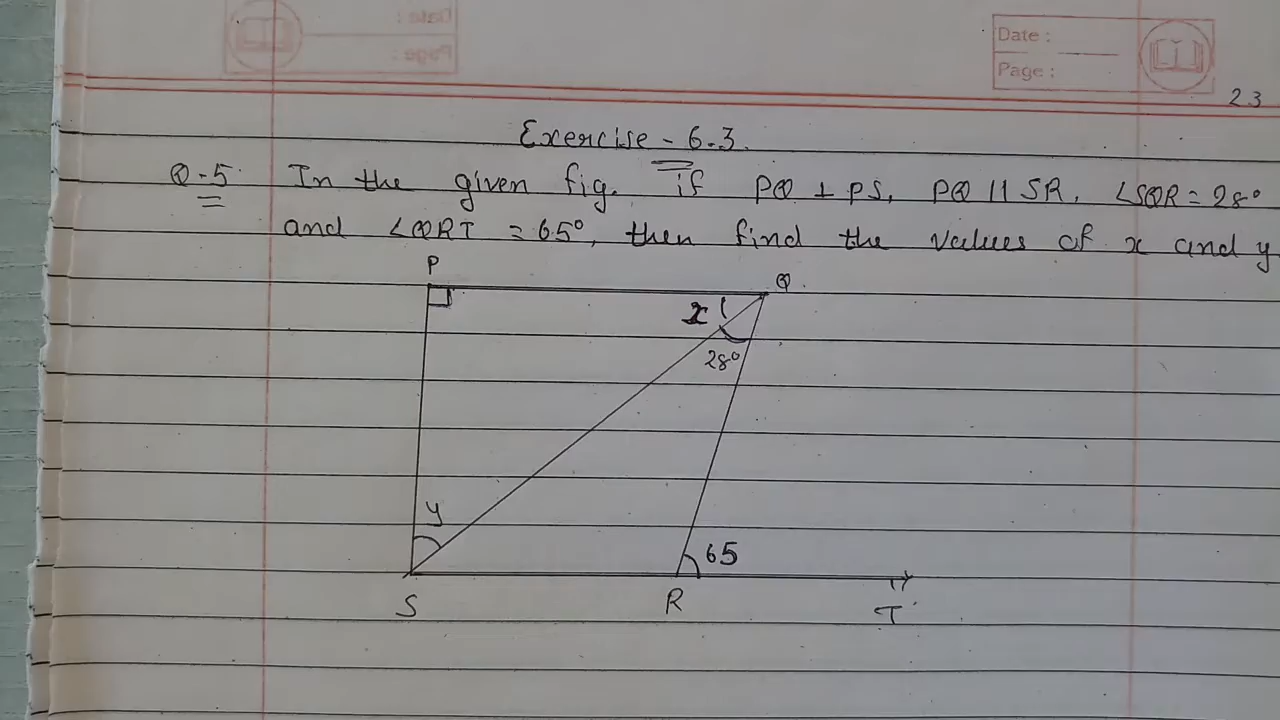 Date :
Page :
23
Exercise - 6.3.
Q-5. In the given fig. If PQ ⊥ PS, PQ || SR, ∠SQR = 28°
and ∠QRT = 65°, then find the values of x and y
P
Q.
x
28°
y
65
S
R
T